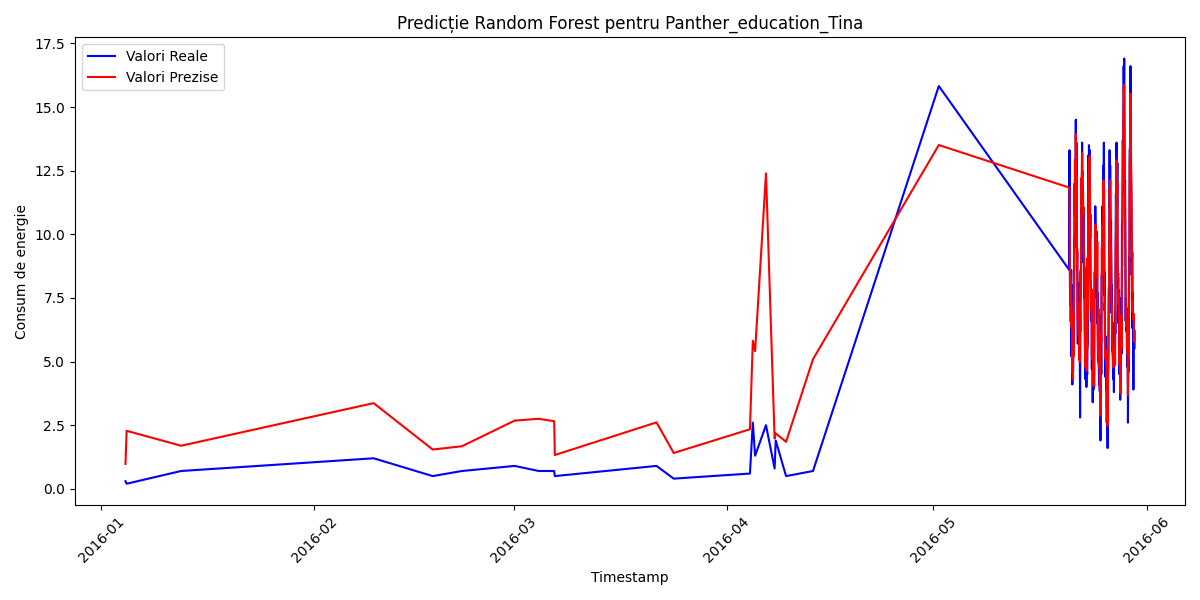 Predicție Random Forest pentru Panther_education_Tina
Valori Reale
Valori Prezise
Consum de energie
17.5
15.0
12.5
10.0
7.5
5.0
2.5
0.0
2016-01
2016-02
2016-03
2016-04
2016-05
2016-06
Timestamp